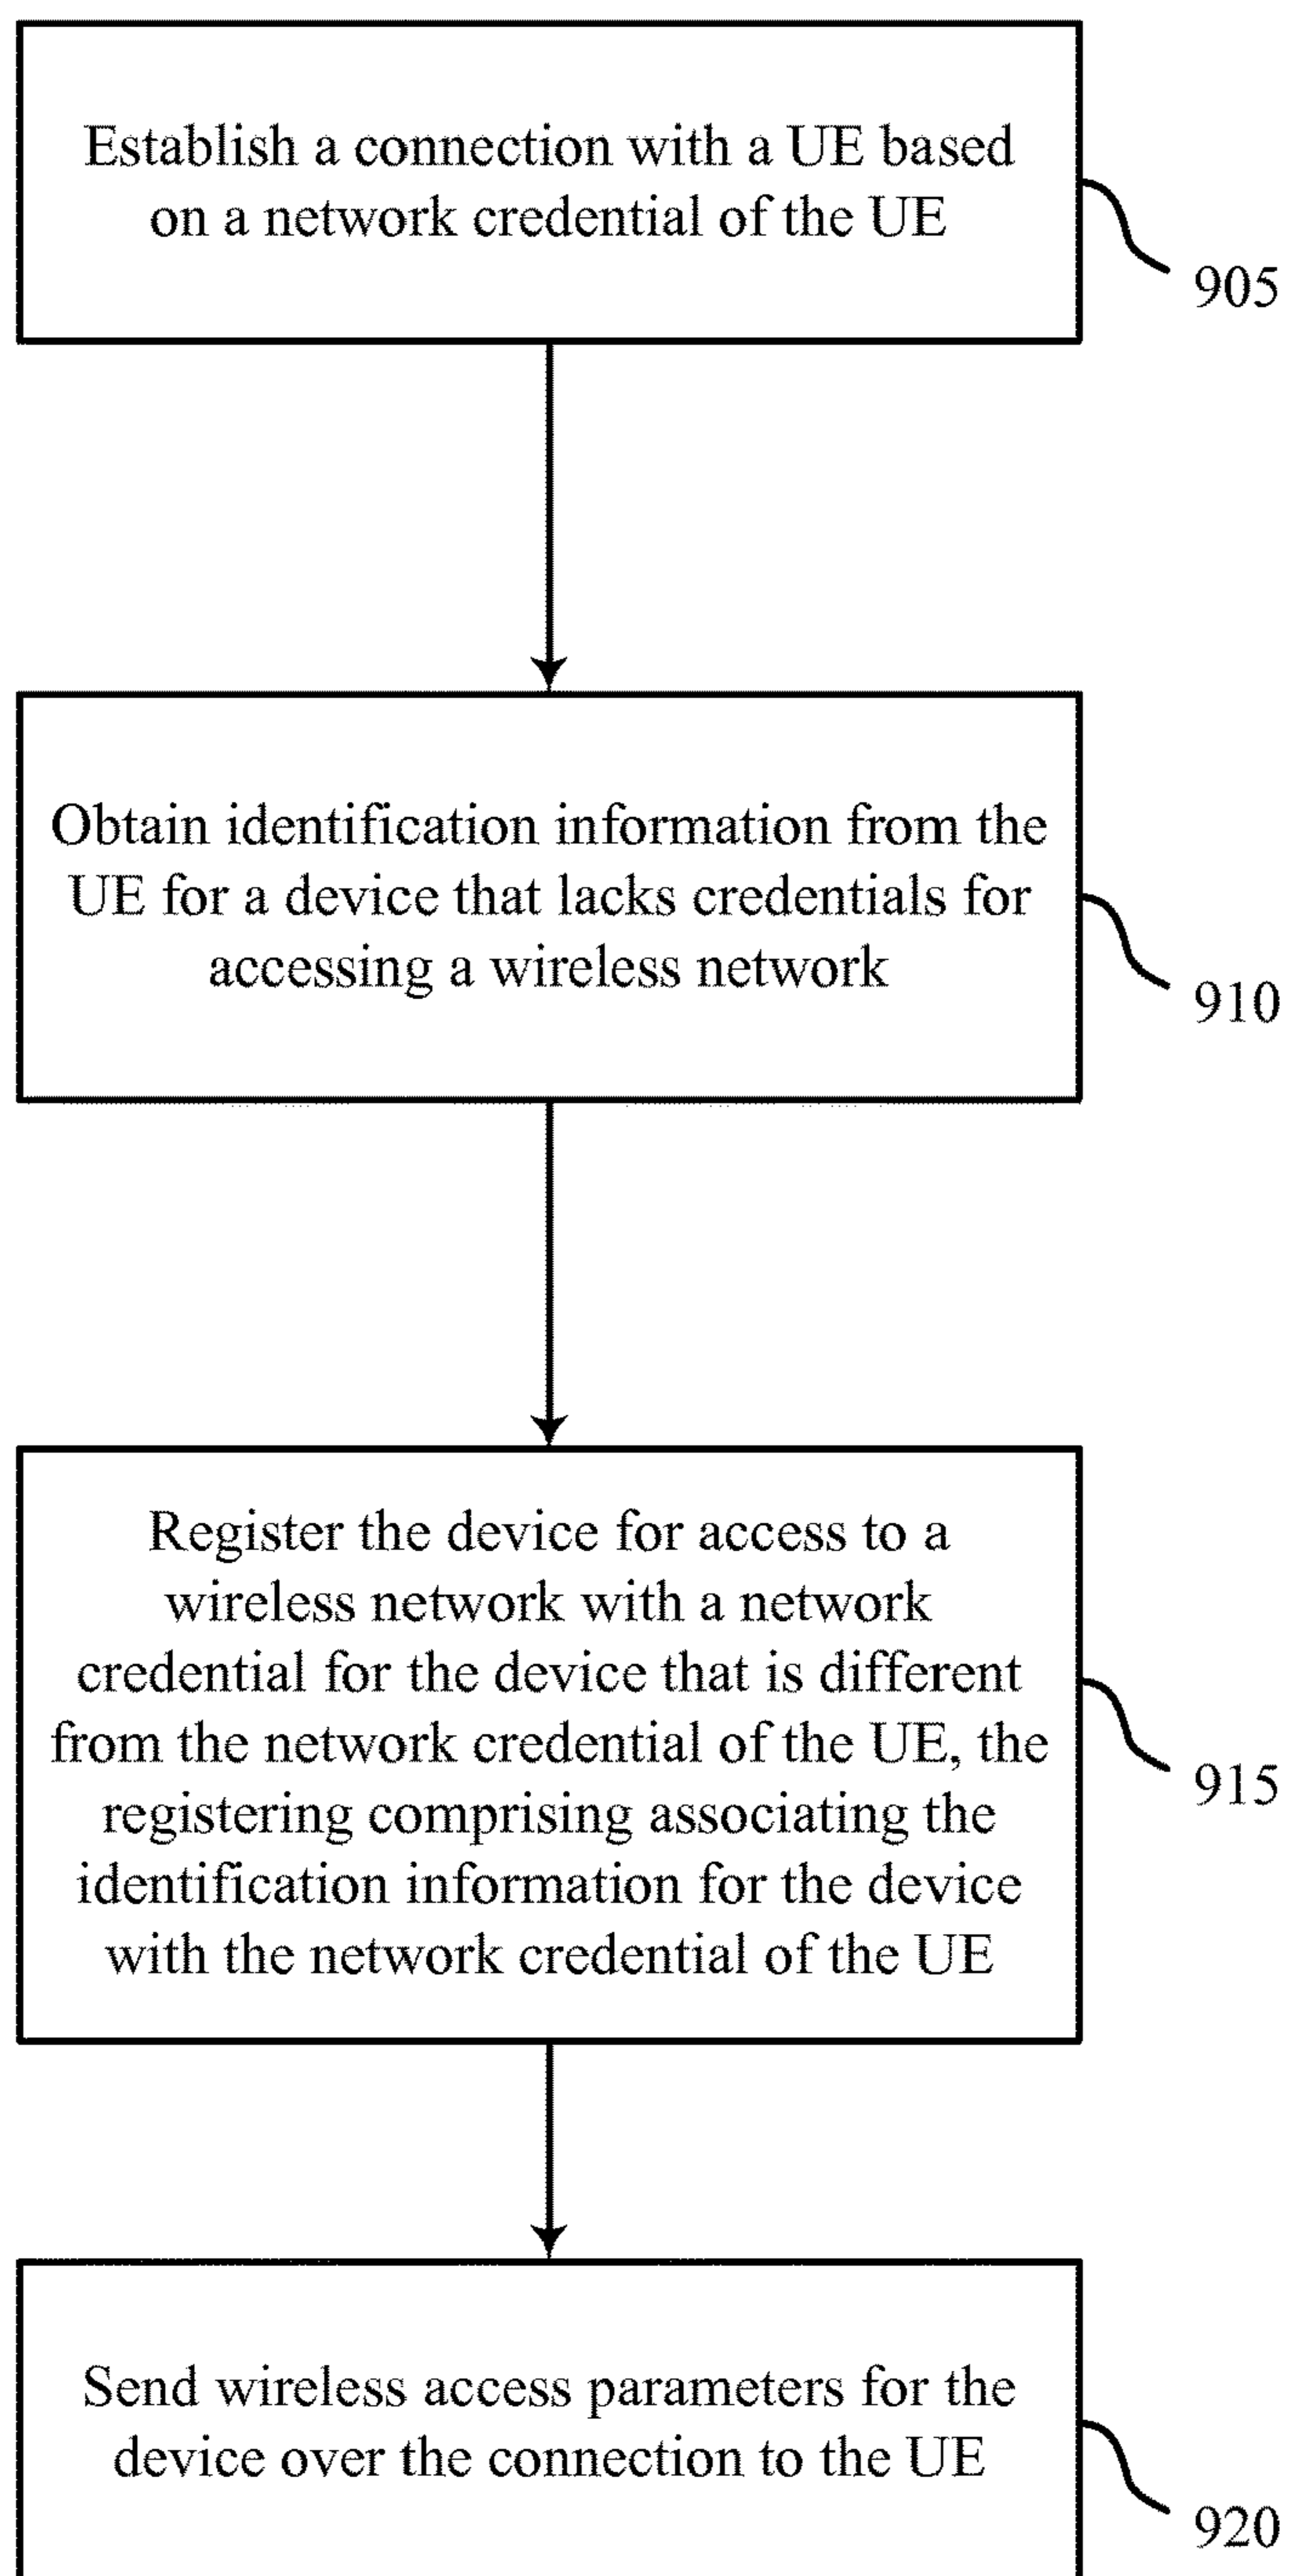 Establish a connection with a UE based
on a network credential of the UE
905
Obtain identification information from the
UE for a device that lacks credentials for
accessing a wireless network
910
Register the device for access to a
wireless network with a network
credential for the device that is different
from the network credential of the UE, the
registering comprising associating the
identification information for the device
with the network credential of the UE
915
Send wireless access parameters for the
device over the connection to the UE
920